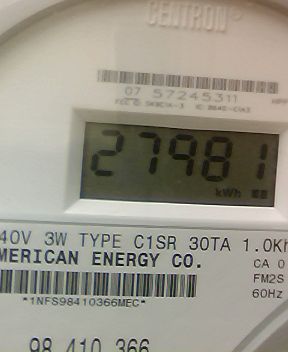 CENTRON®
07 57245311
27981
kWh
40V 3W TYPE C1SR 30TA 1.0Kh
MERICAN ENERGY CO.
CA 0
FM2S
60Hz
*1NFS98410366MEC*
98 410 366